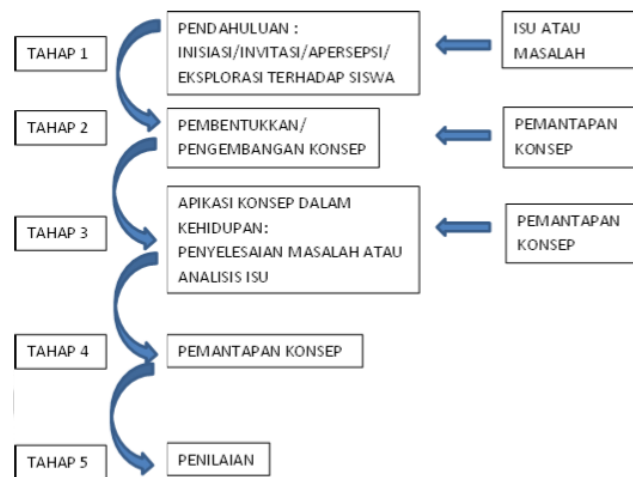 TAHAP 1
PENDAHULUAN :
INISIASI/INVITASI/APERSEPSI/
EKSPLORASI TERHADAP SISWA
ISU ATAU
MASALAH
TAHAP 2
PEMBENTUKKAN/
PENGEMBANGAN KONSEP
PEMANTAPAN
KONSEP
TAHAP 3
APIKASI KONSEP DALAM
KEHIDUPAN:
PENYELESAIAN MASALAH ATAU
ANALISIS ISU
PEMANTAPAN
KONSEP
TAHAP 4
PEMANTAPAN KONSEP
TAHAP 5
PENILAIAN